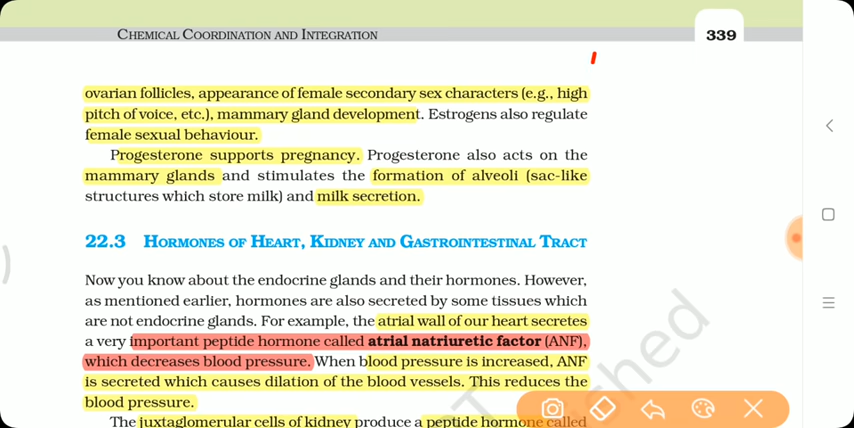 CHEMICAL COORDINATION AND INTEGRATION
339
ovarian follicles, appearance of female secondary sex characters (e.g., high
pitch of voice, etc.), mammary gland development. Estrogens also regulate
female sexual behaviour.
Progesterone supports pregnancy. Progesterone also acts on the
mammary glands and stimulates the formation of alveoli (sac-like
structures which store milk) and milk secretion.
22.3 HORMONES OF HEART, KIDNEY AND GASTROINTESTINAL TRACT
Now you know about the endocrine glands and their hormones. However,
as mentioned earlier, hormones are also secreted by some tissues which
are not endocrine glands. For example, the atrial wall of our heart secretes
a very important peptide hormone called atrial natriuretic factor (ANF),
which decreases blood pressure. When blood pressure is increased, ANF
is secreted which causes dilation of the blood vessels. This reduces the
blood pressure.
The juxtaglomerular cells of kidney produce a peptide hormone called